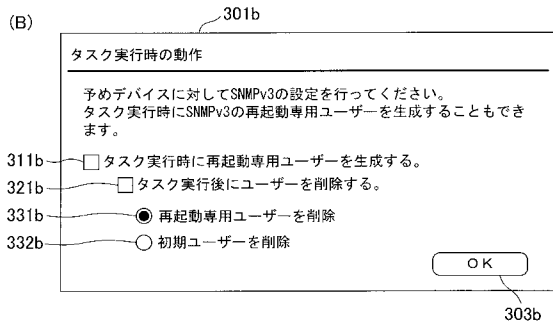 (B)
301b
タスク実行時の動作
予めデバイスに対してSNMPv3の設定を行ってください。
タスク実行時にSNMPv3の再起動専用ユーザーを生成することもでき
ます。
311b
タスク実行時に再起動専用ユーザーを生成する。
321b
タスク実行後にユーザーを削除する。
331b
再起動専用ユーザーを削除
332b
初期ユーザーを削除
OK
303b